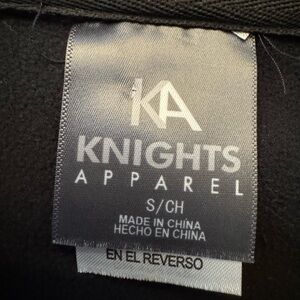 KA
KNIGHTS
APPAREL
S/CH
MADE IN CHINA
HECHO EN CHINA
EN EL REVERSO